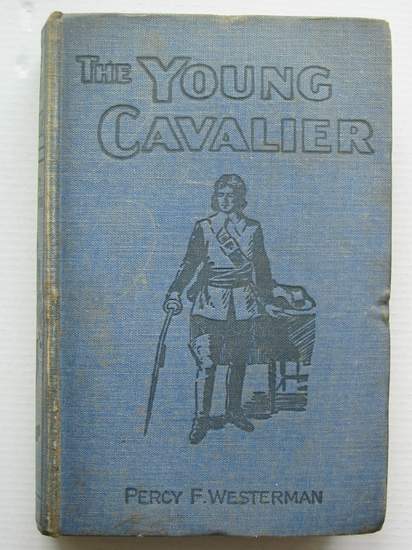 THE YOUNG
CAVALIER
PERCY F. WESTERMAN